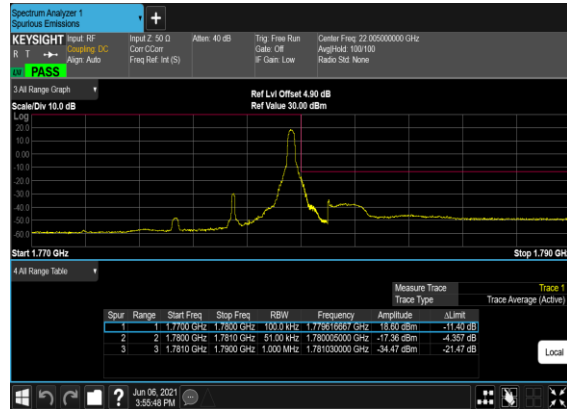 Spectrum Analyzer 1
Spurious Emissions
KEYSIGHT Input: RF Input Z: 50 Ω Atten: 40 dB Trig: Free Run Center Freq: 22.005000000 GHz
R T Coupling: DC Corr CCorr Gate: Off Avg|Hold: 100/100
Align: Auto Freq Ref: Int (S) IF Gain: Low Radio Std: None
PASS
3 All Range Graph
Ref Lvl Offset 4.90 dB
Scale/Div 10.0 dB Ref Value 30.00 dBm
Log
20.0
10.0
0.00
-10.0
-20.0
-30.0
-40.0
-50.0
-60.0
Start 1.770 GHz Stop 1.790 GH
4 All Range Table
Measure Trace Trace 1
Trace Type Trace Average (Active)
Spur Range Start Freq Stop Freq RBW Frequency Amplitude ΔLimit
1 1 1.7700 GHz 1.7800 GHz 100.0 kHz 1.779616667 GHz 18.60 dBm -11.40 dB
2 2 1.7800 GHz 1.7810 GHz 51.00 kHz 1.780005000 GHz -17.36 dBm -4.357 dB
3 3 1.7810 GHz 1.7900 GHz 1.000 MHz 1.781030000 GHz -34.47 dBm -21.47 dB
Local
?
Jun 06, 2021
3:55:48 PM